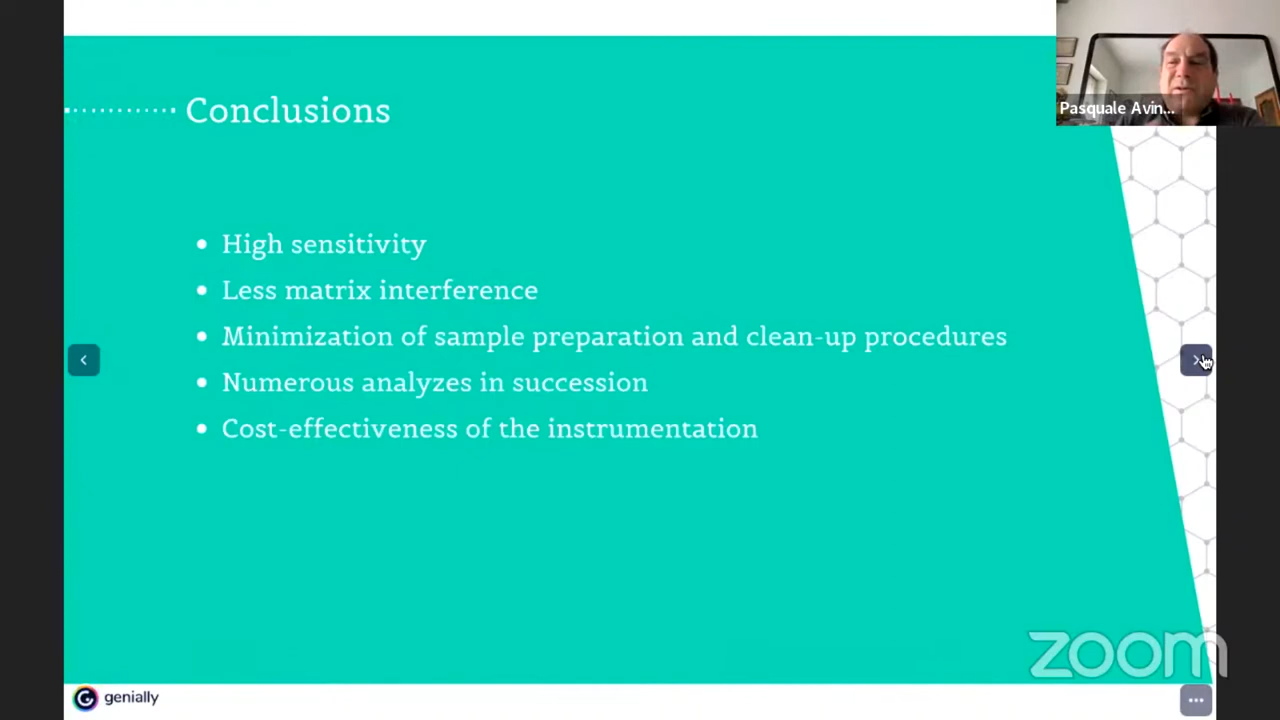 Conclusions
Pasquale Avin...
High sensitivity
Less matrix interference
Minimization of sample preparation and clean-up procedures
Numerous analyzes in succession
Cost-effectiveness of the instrumentation
zoom
genially